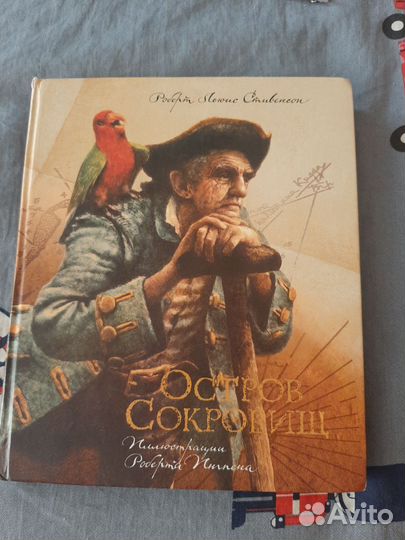 Роберт Льюис Стивенсон
ОСТРОВ
СОКРОВИЩ
Иллюстрации
Роберта Ингпена
Avito